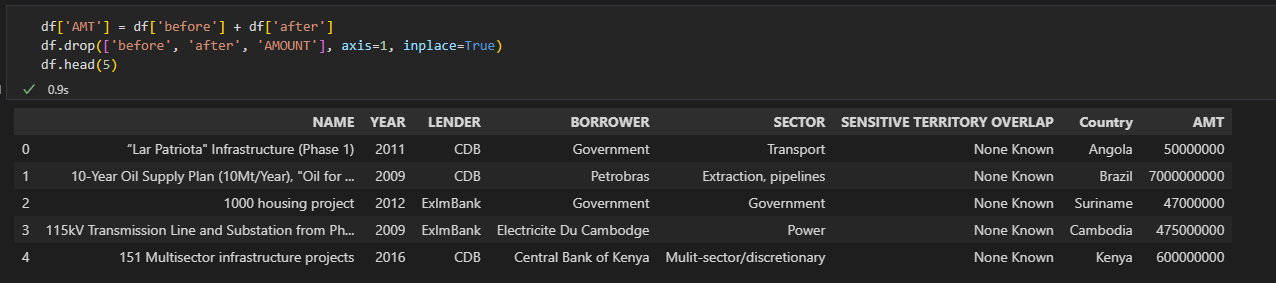 df['AMT'] = df['before'] + df['after']
df.drop(['before', 'after', 'AMOUNT'], axis=1, inplace=True)
df.head(5)
0.9s
NAME YEAR LENDER BORROWER SECTOR SENSITIVE TERRITORY OVERLAP Country AMT
0 “Lar Patriota" Infrastructure (Phase 1) 2011 CDB Government Transport None Known Angola 50000000
1 10-Year Oil Supply Plan (10Mt/Year), "Oil for ... 2009 CDB Petrobras Extraction, pipelines None Known Brazil 7000000000
2 1000 housing project 2012 ExImBank Government Government None Known Suriname 47000000
3 115kV Transmission Line and Substation from Ph... 2009 ExImBank Electricite Du Cambodge Power None Known Cambodia 475000000
4 151 Multisector infrastructure projects 2016 CDB Central Bank of Kenya Mulit-sector/discretionary None Known Kenya 600000000